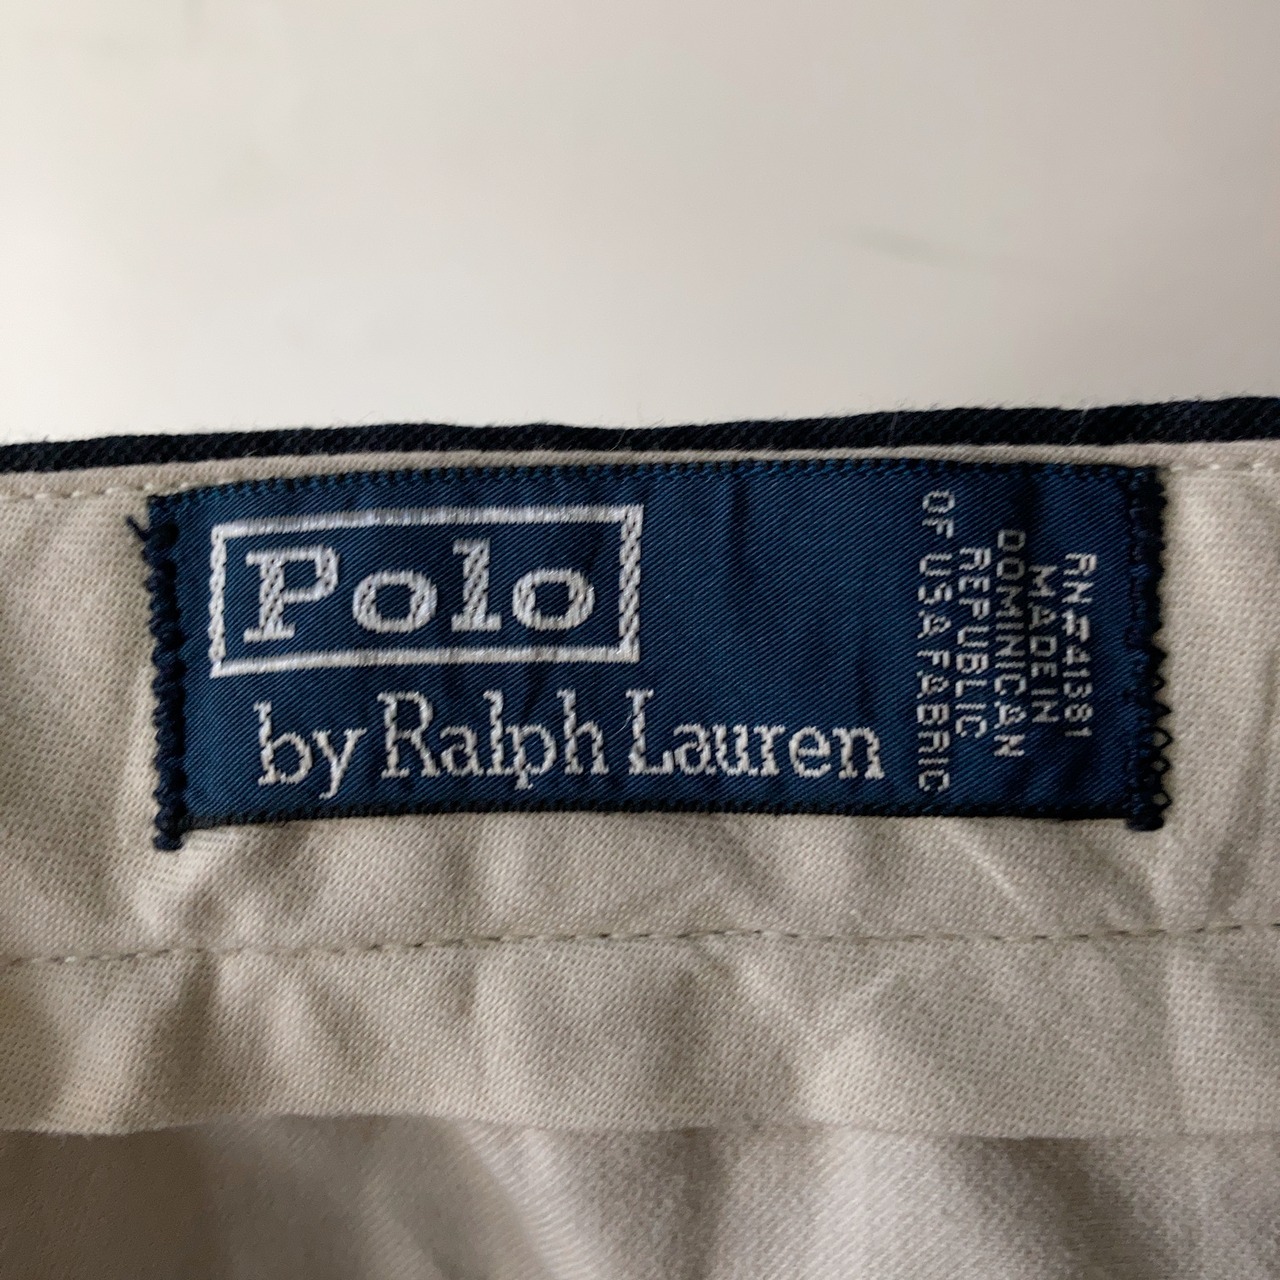 Polo
by Ralph Lauren
RN#41381
MADE IN
DOMINICAN
REPUBLIC
OF USA FABRIC